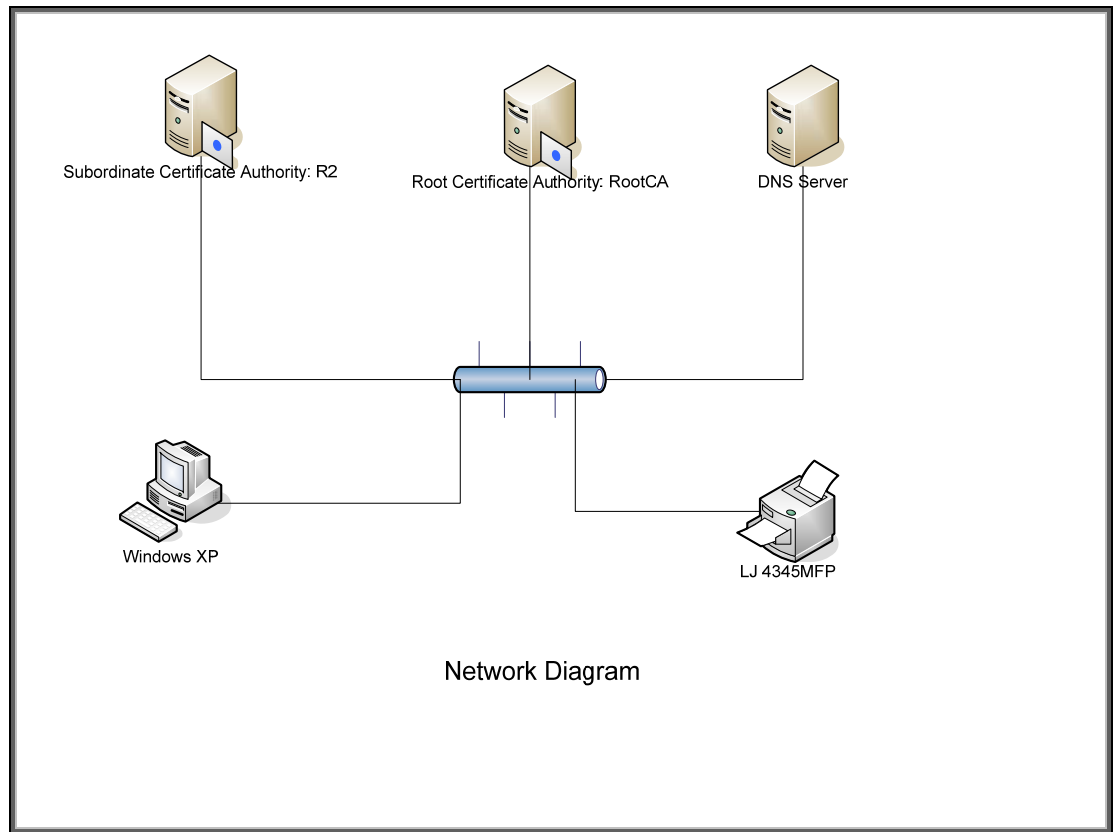 Subordinate Certificate Authority: R2
Root Certificate Authority: RootCA
DNS Server
Windows XP
LJ 4345MFP
Network Diagram